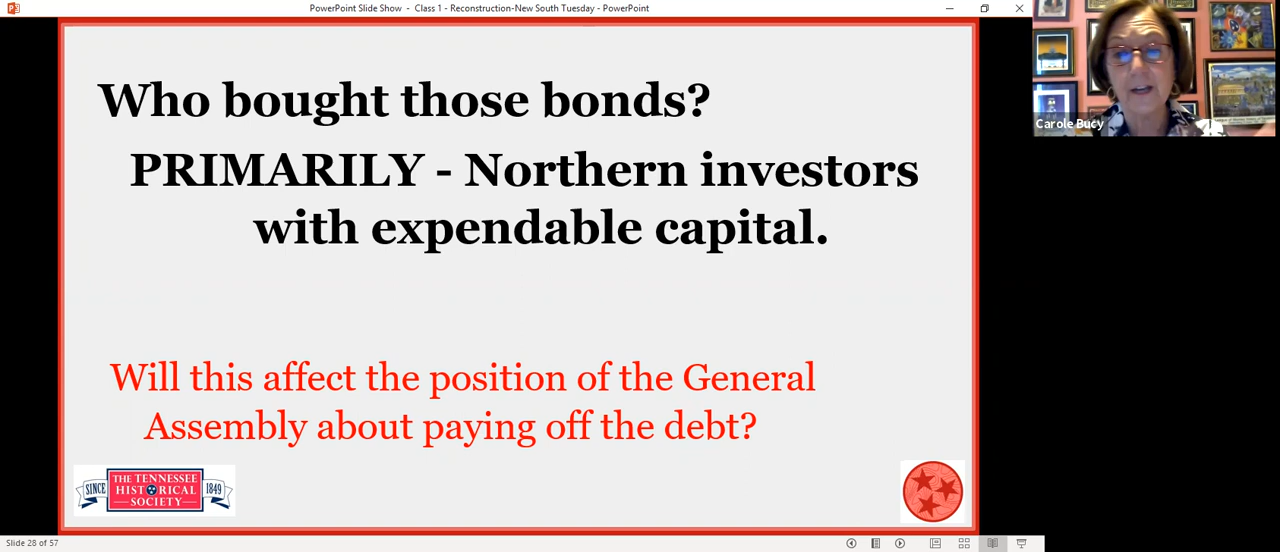 PowerPoint Slide Show - Class 1 - Reconstruction-New South Tuesday - PowerPoint
Who bought those bonds?
PRIMARILY - Northern investors
with expendable capital.
Carole Bucy
Will this affect the position of the General
Assembly about paying off the debt?
SINCE
THE TENNESSEE
HISTORICAL
SOCIETY
1849
Slide 28 of 57